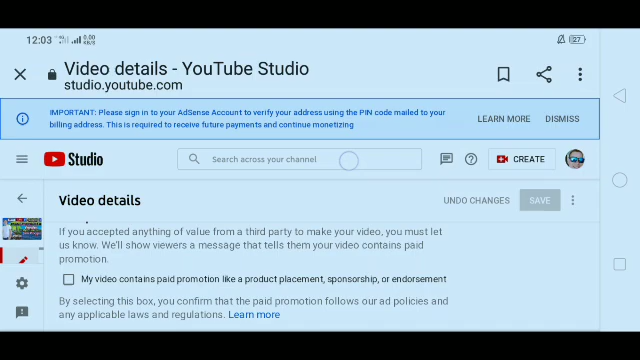 12:03
4G
0.00
KB/S
27
Video details - YouTube Studio
studio.youtube.com
IMPORTANT: Please sign in to your AdSense Account to verify your address using the PIN code mailed to your
billing address. This is required to receive future payments and continue monetizing
LEARN MORE
DISMISS
Studio
Search across your channel
CREATE
Video details
UNDO CHANGES
SAVE
If you accepted anything of value from a third party to make your video, you must let
us know. We'll show viewers a message that tells them your video contains paid
promotion.
My video contains paid promotion like a product placement, sponsorship, or endorsement
By selecting this box, you confirm that the paid promotion follows our ad policies and
any applicable laws and regulations. Learn more